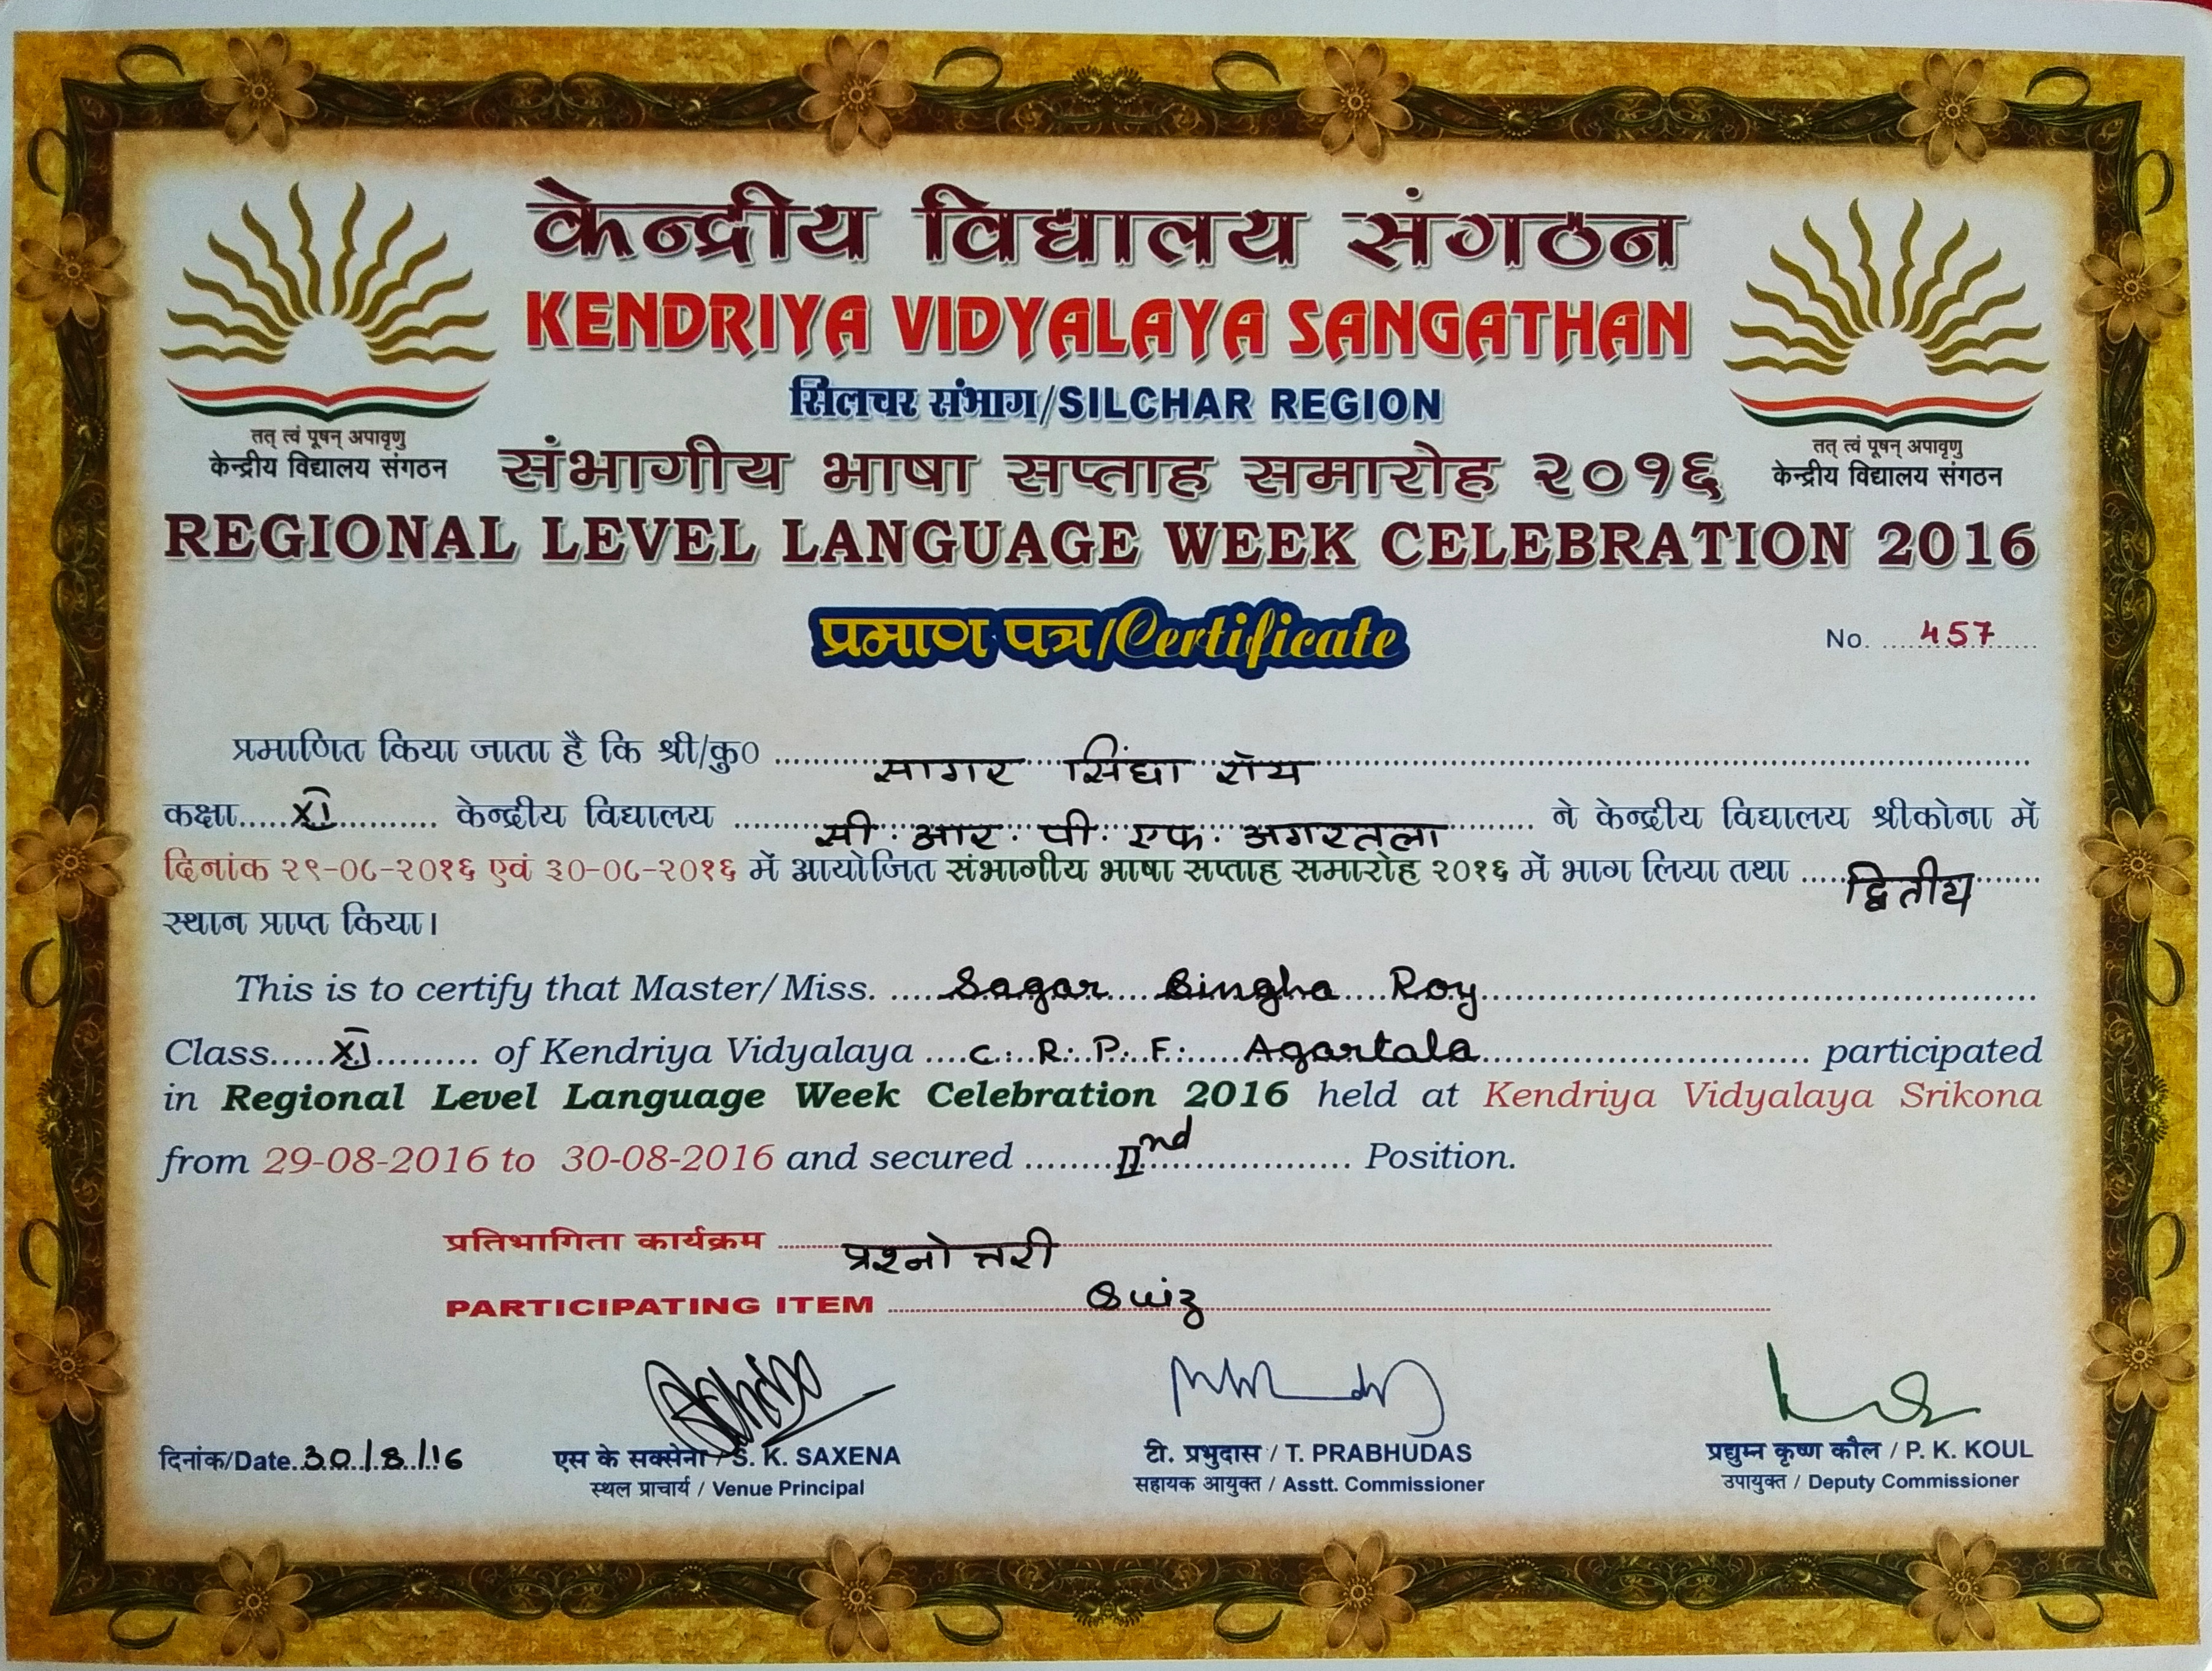 केन्द्रीय विद्यालय संगठन
KENDRIYA VIDYALAYA SANGATHAN
सिलचर संभाग/SILCHAR REGION
तत् त्वं पूषन् अपावृणु
केन्द्रीय विद्यालय संगठन
तत् त्वं पूषन् अपावृणु
केन्द्रीय विद्यालय संगठन
संभागीय भाषा सप्ताह समारोह २०१६
REGIONAL LEVEL LANGUAGE WEEK CELEBRATION 2016
प्रमाण पत्र/Certificate
No. 457
प्रमाणित किया जाता है कि श्री/कु० सागर सिंघा रॉय
कक्षा XI केन्द्रीय विद्यालय सी. आर. पी. एफ. अगरतला ने केन्द्रीय विद्यालय श्रीकोना में
दिनांक २९-०८-२०१६ एवं ३०-०८-२०१६ में आयोजित संभागीय भाषा सप्ताह समारोह २०१६ में भाग लिया तथा द्वितीय
स्थान प्राप्त किया।
This is to certify that Master/Miss. Sagar Singha Roy
Class XI of Kendriya Vidyalaya C. R. P. F. Agartala participated
in Regional Level Language Week Celebration 2016 held at Kendriya Vidyalaya Srikona
from 29-08-2016 to 30-08-2016 and secured IInd Position.
प्रतिभागिता कार्यक्रम प्रश्नोत्तरी
PARTICIPATING ITEM Quiz
दिनांक/Date 30/8/16
एस के सक्सेना / S. K. SAXENA
स्थल प्राचार्य / Venue Principal
टी. प्रभुदास / T. PRABHUDAS
सहायक आयुक्त / Asstt. Commissioner
प्रद्युम्न कृष्ण कौल / P. K. KOUL
उपायुक्त / Deputy Commissioner